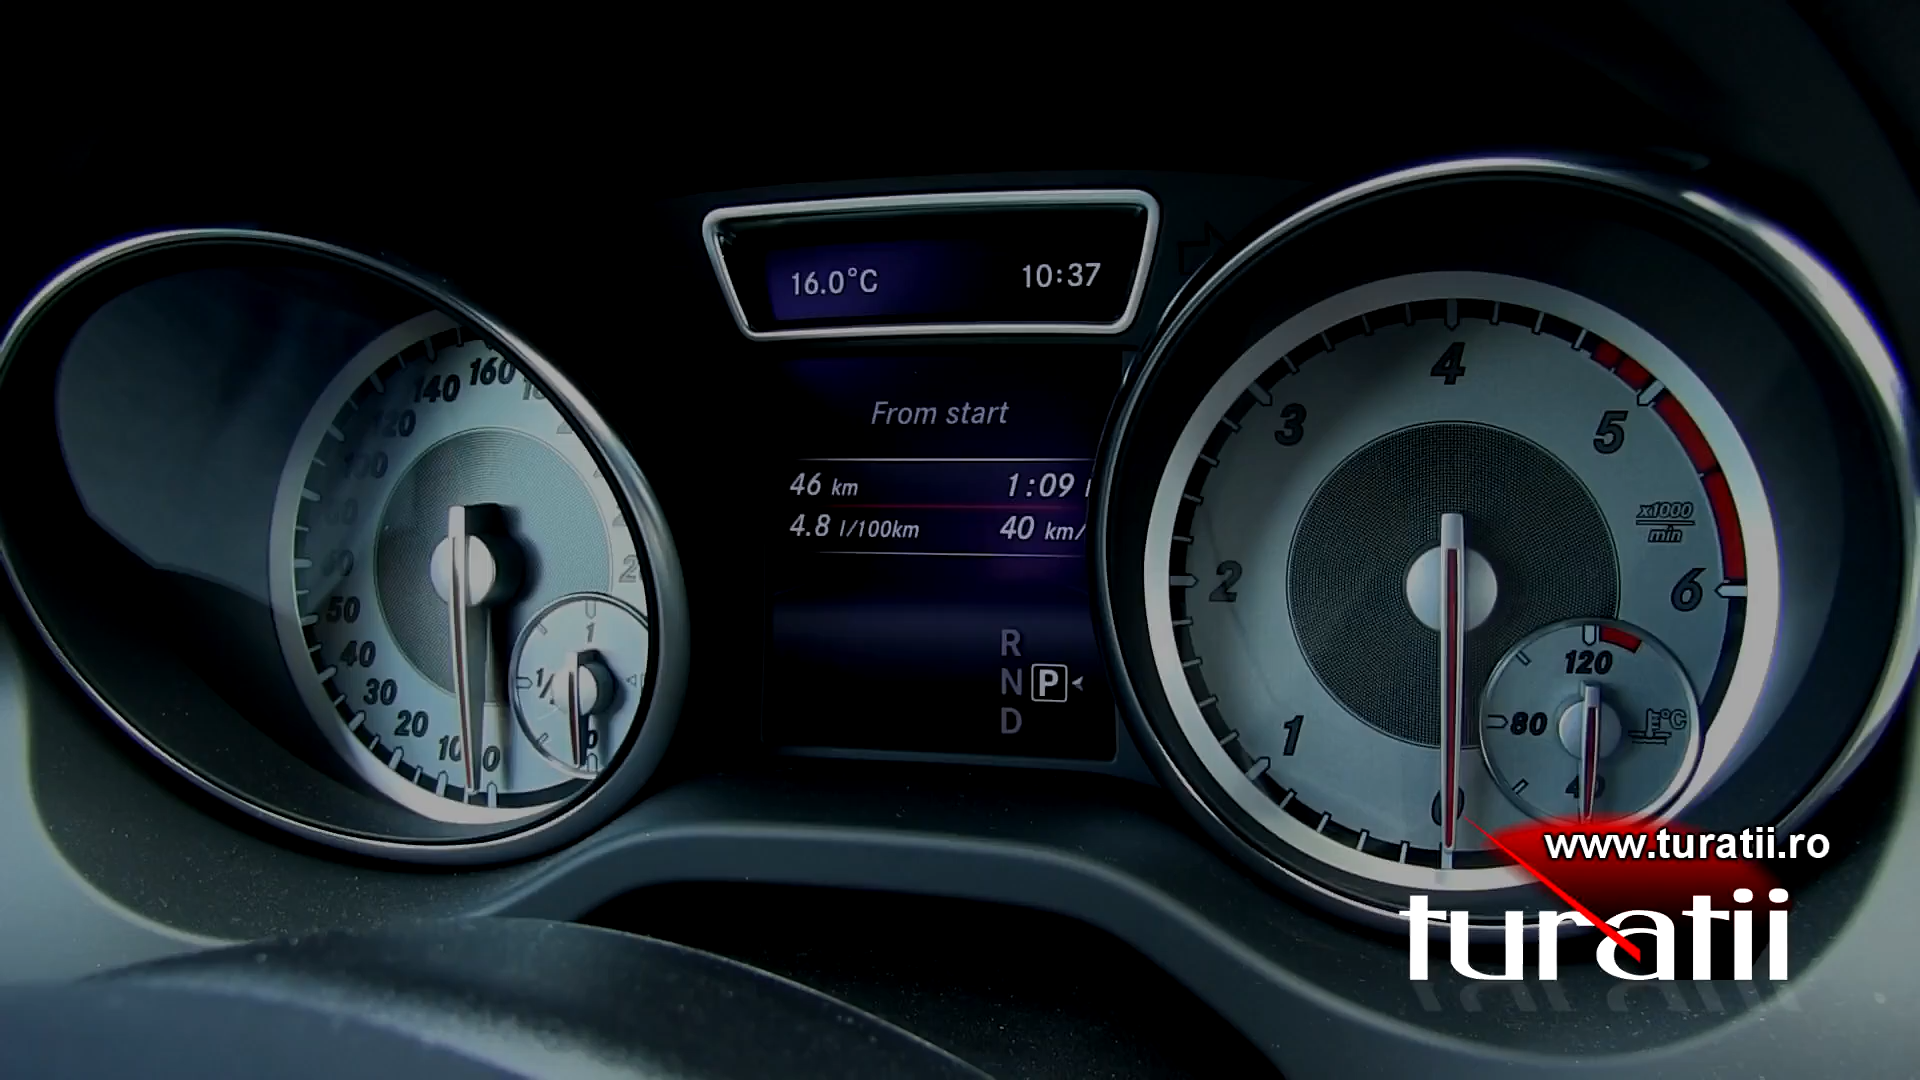 16.0°C 10:37
From start
46 km 1:09
4.8 l/100km 40 km/
R
N P
D
160
140
120
100
50
40
30
20
10
0
1
4
3
5
x1000
min
2
6
1
0
120
80
40
°C
www.turatii.ro
turatii